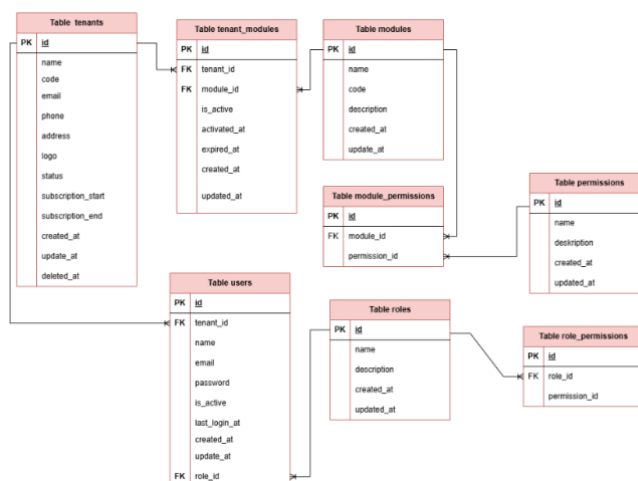 Table tenants
PK id
name
code
email
phone
address
logo
status
subscription_start
subscription_end
created_at
update_at
deleted_at
Table tenant_modules
PK id
FK tenant_id
FK module_id
is_active
activated_at
expired_at
created_at
updated_at
Table modules
PK id
name
code
description
created_at
update_at
Table module_permissions
PK id
FK module_id
permission_id
Table permissions
PK id
name
deskription
created_at
updated_at
Table users
PK id
FK tenant_id
name
email
password
is_active
last_login_at
created_at
update_at
FK role_id
Table roles
PK id
name
description
created_at
updated_at
Table role_permissions
PK id
FK role_id
permission_id